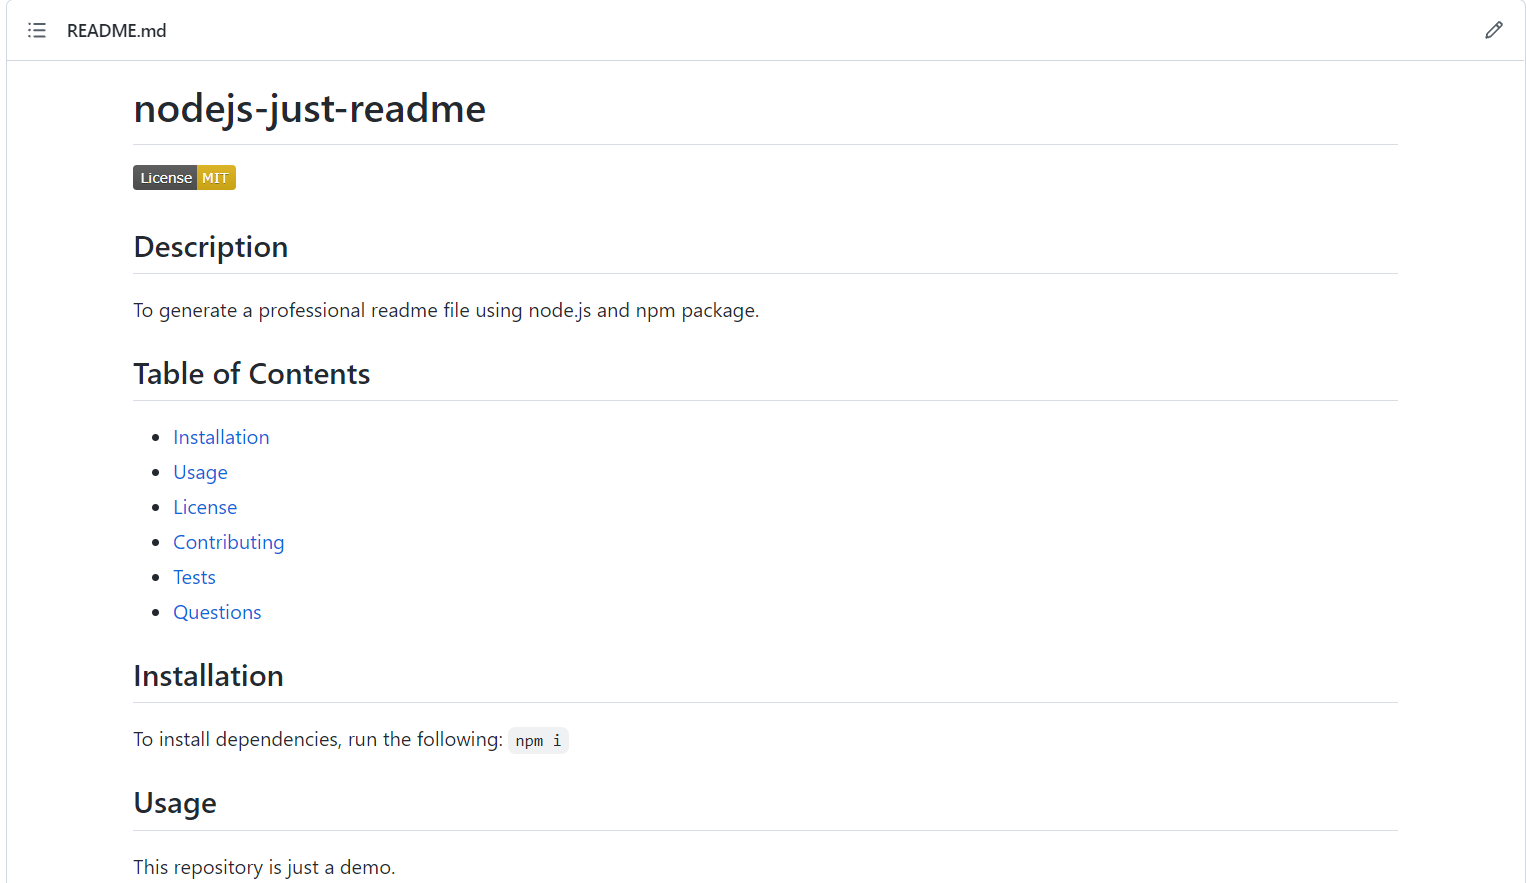 README.md
nodejs-just-readme
License MIT
Description
To generate a professional readme file using node.js and npm package.
Table of Contents
Installation
Usage
License
Contributing
Tests
Questions
Installation
To install dependencies, run the following: npm i
Usage
This repository is just a demo.